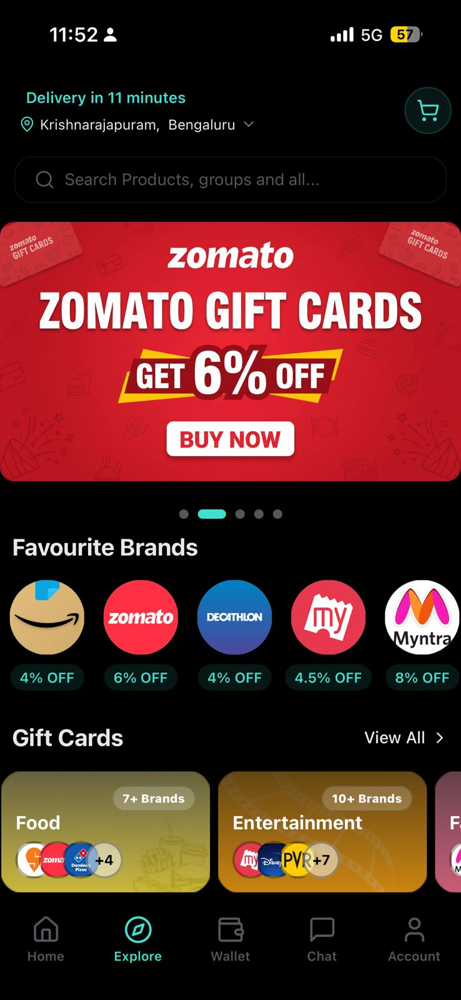 11:52
5G 57
Delivery in 11 minutes
Krishnarajapuram, Bengaluru
Search Products, groups and all...
zomato
GIFT CARDS
zomato
GIFT CARDS
zomato
ZOMATO GIFT CARDS
GET 6% OFF
BUY NOW
Favourite Brands
zomato
DECATHLON
my
Myntra
4% OFF
6% OFF
4% OFF
4.5% OFF
8% OFF
Gift Cards
View All
7+ Brands
Food
zoma
Domino's
Pizza
+4
10+ Brands
Entertainment
my
Disney
PVR
+7
Fa
M
Home
Explore
Wallet
Chat
Account